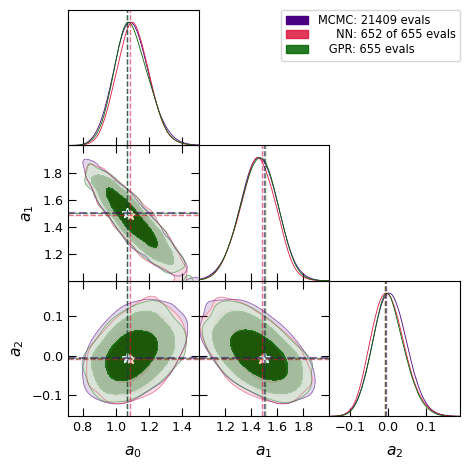 MCMC: 21409 evals
NN: 652 of 655 evals
GPR: 655 evals
1.8
1.6
1.4
1.2
a₁
0.1
0.0
−0.1
a₂
0.8 1.0 1.2 1.4
1.2 1.4 1.6 1.8
−0.1 0.0 0.1
a₀ a₁ a₂